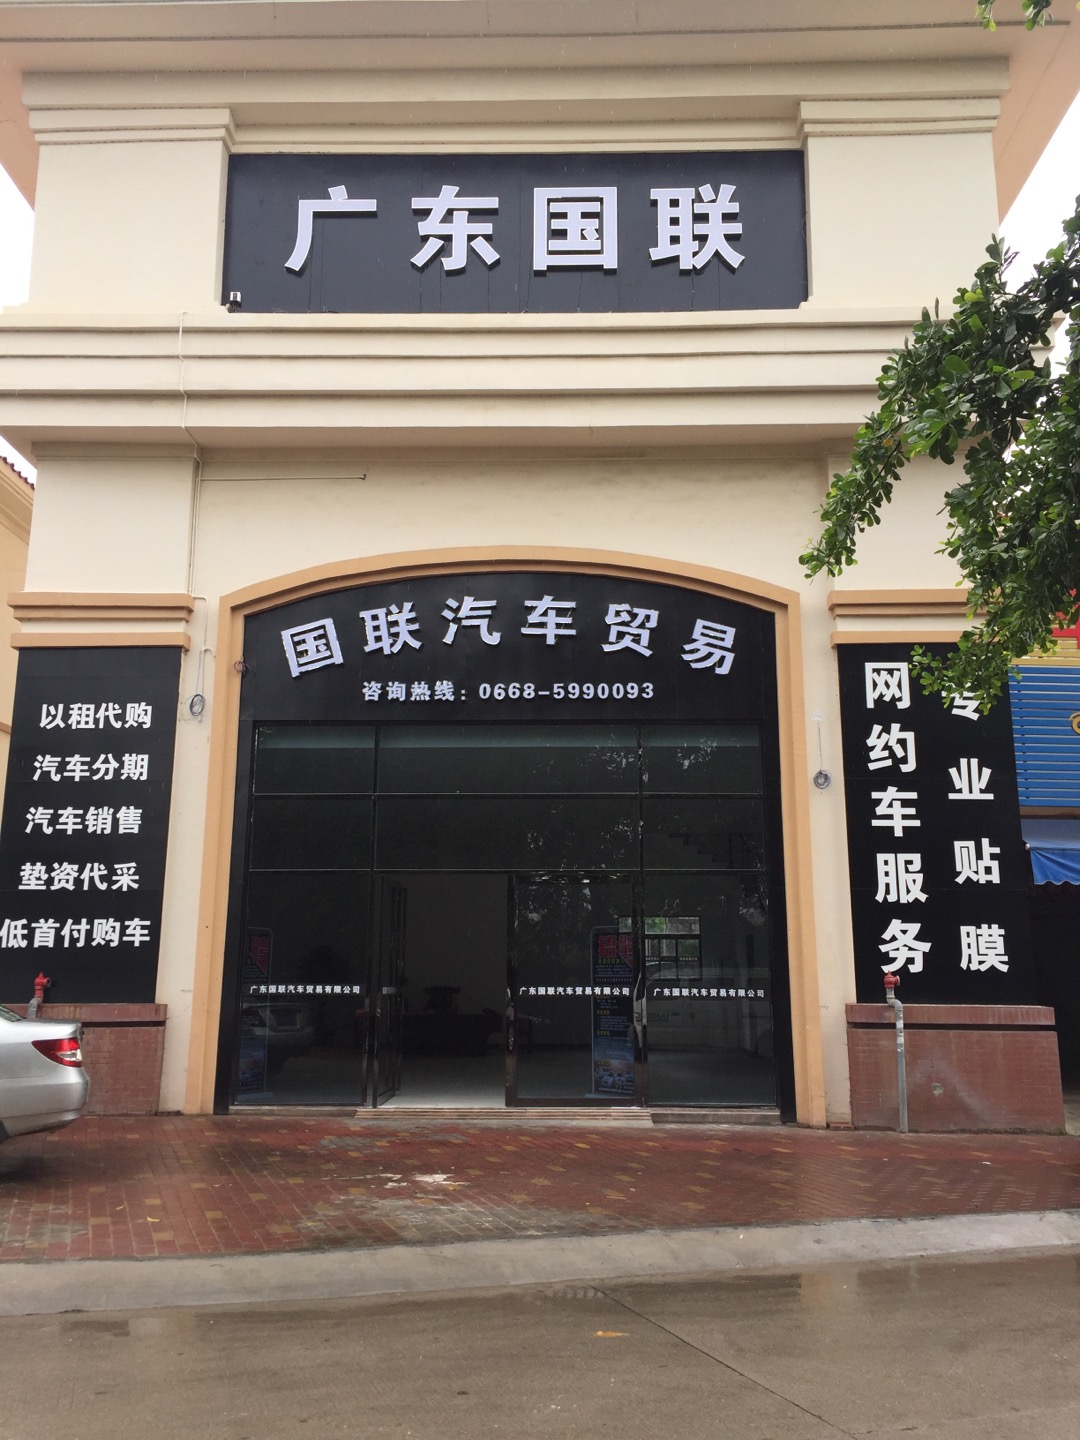 广东国联
国联汽车贸易
咨询热线：0668-5990093
以租代购
汽车分期
汽车销售
垫资代采
低首付购车
网约车服务
专业贴膜
广东国联汽车贸易有限公司
广东国联汽车贸易有限公司
广东国联汽车贸易有限公司